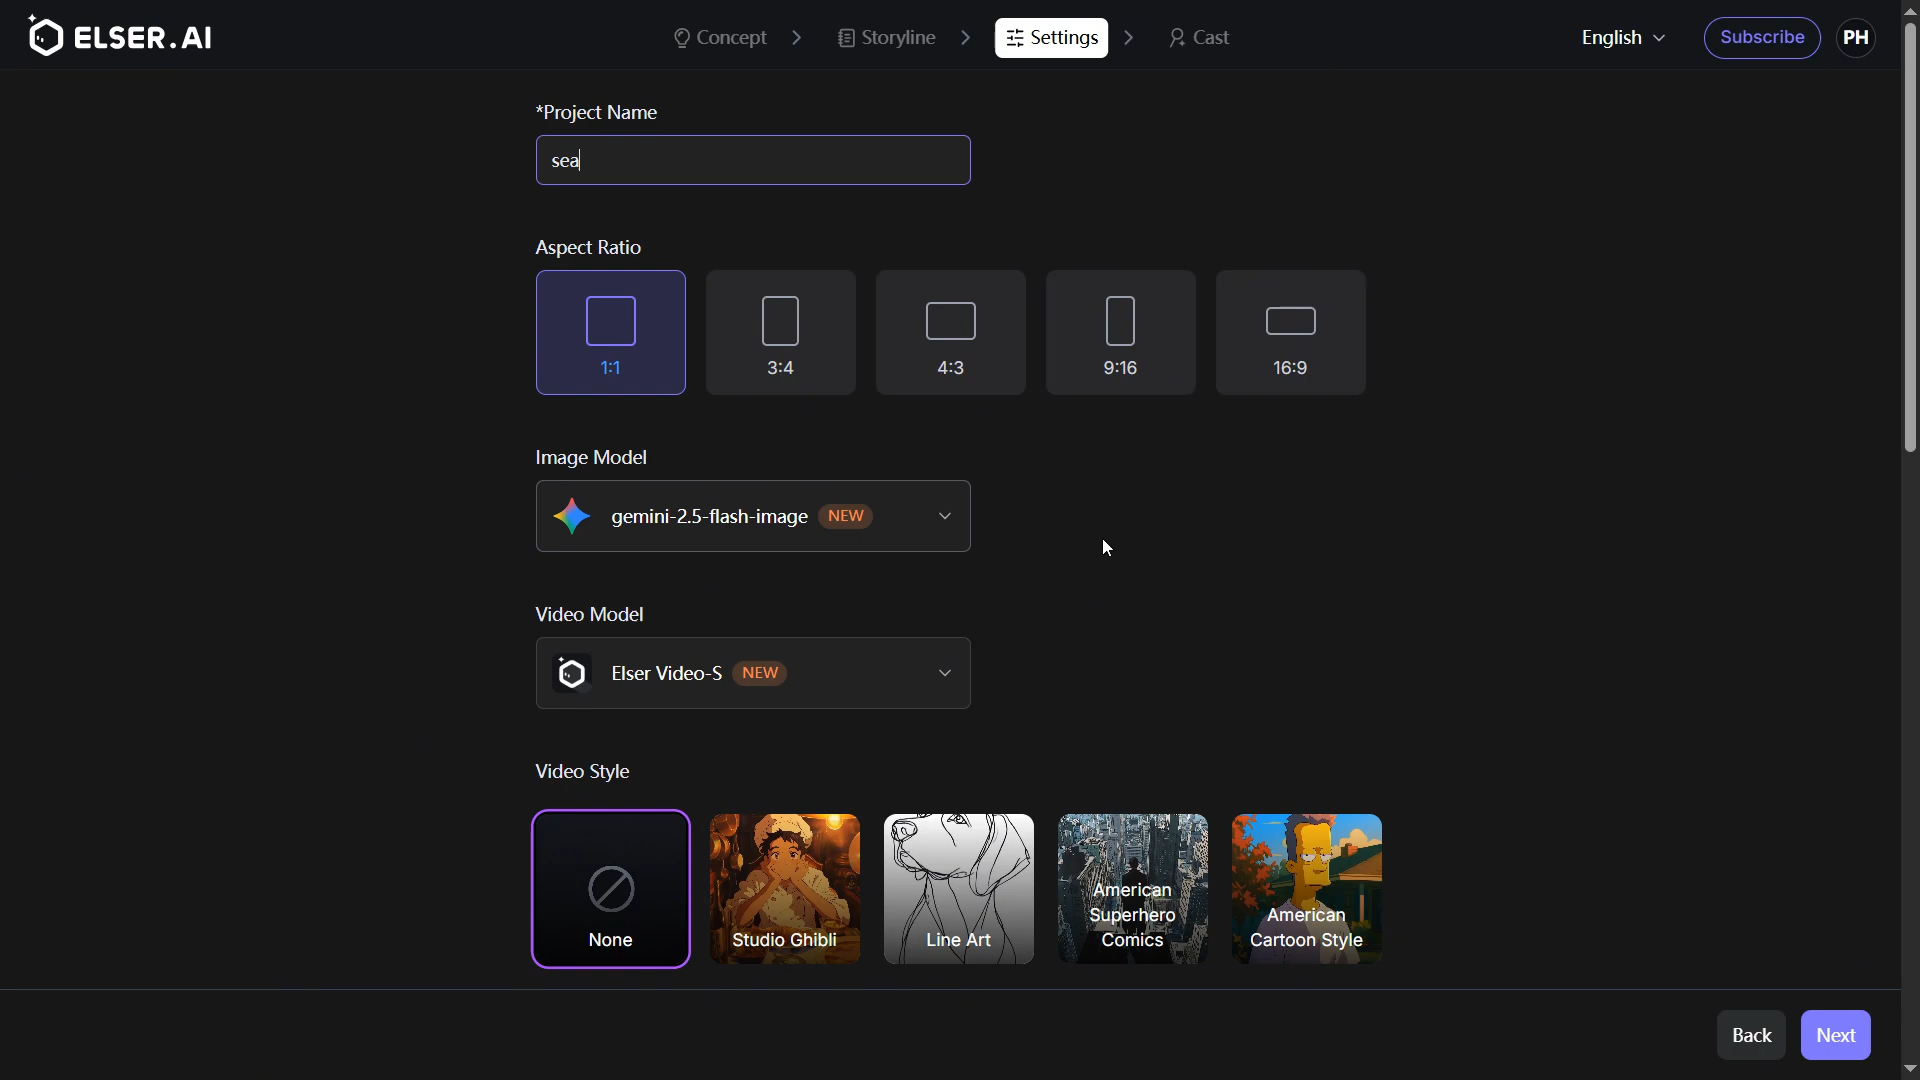 ELSER.AI
Concept
Storyline
Settings
Cast
English
Subscribe
PH
*Project Name
sea
Aspect Ratio
1:1
3:4
4:3
9:16
16:9
Image Model
gemini-2.5-flash-image NEW
Video Model
Elser Video-S NEW
Video Style
None
Studio Ghibli
Line Art
American
Superhero
Comics
American
Cartoon Style
Back
Next